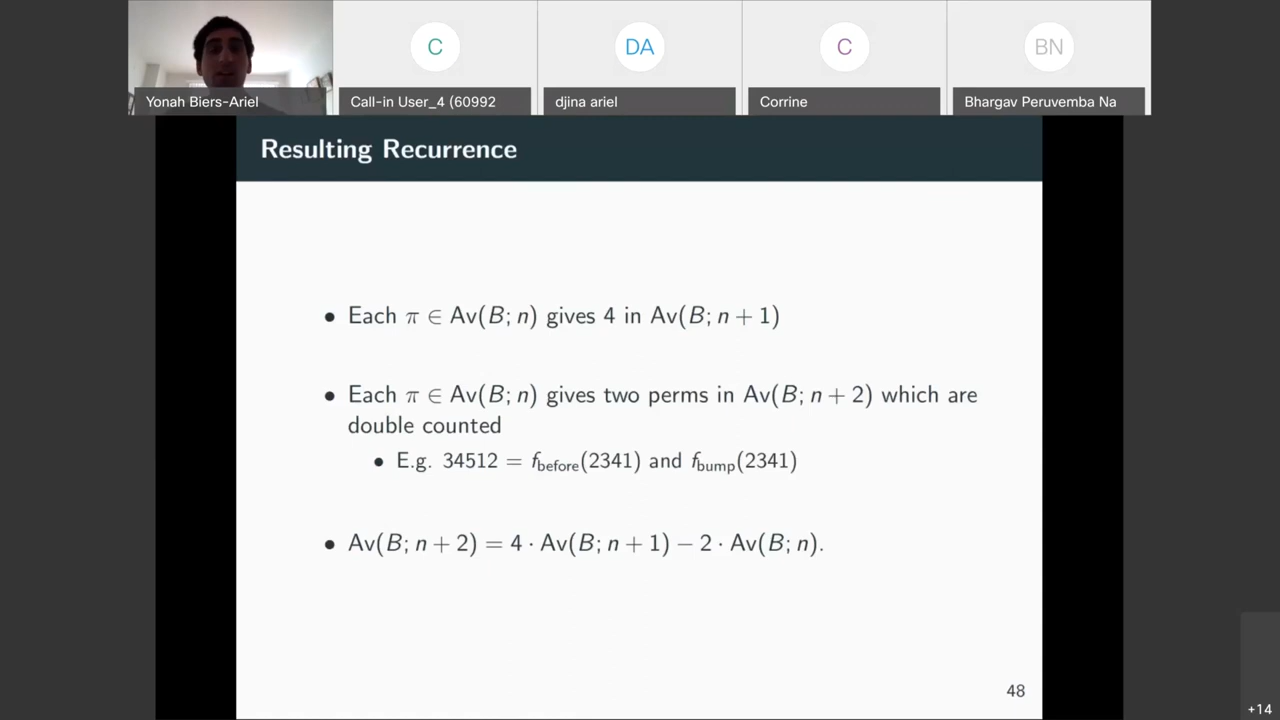 C
DA
C
BN
Yonah Biers-Ariel
Call-in User_4 (60992
djina ariel
Corrine
Bhargav Peruvemba Na
Resulting Recurrence
• Each π ∈ Av(B; n) gives 4 in Av(B; n + 1)
• Each π ∈ Av(B; n) gives two perms in Av(B; n + 2) which are
double counted
• E.g. 34512 = f_before(2341) and f_bump(2341)
• Av(B; n + 2) = 4 · Av(B; n + 1) − 2 · Av(B; n).
48
+14